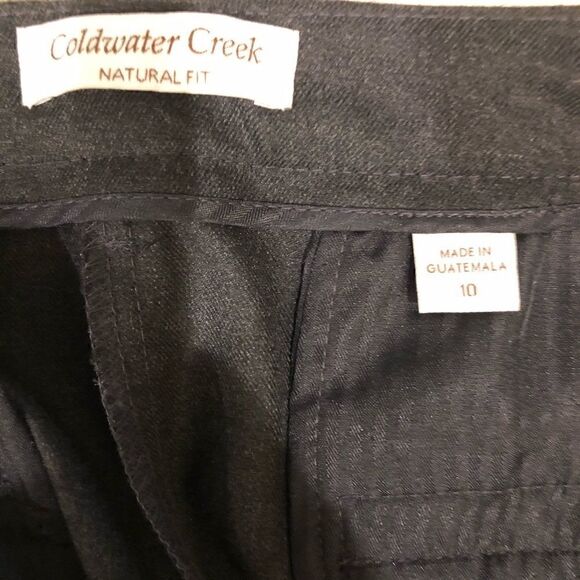 Coldwater Creek
NATURAL FIT
MADE IN
GUATEMALA
10